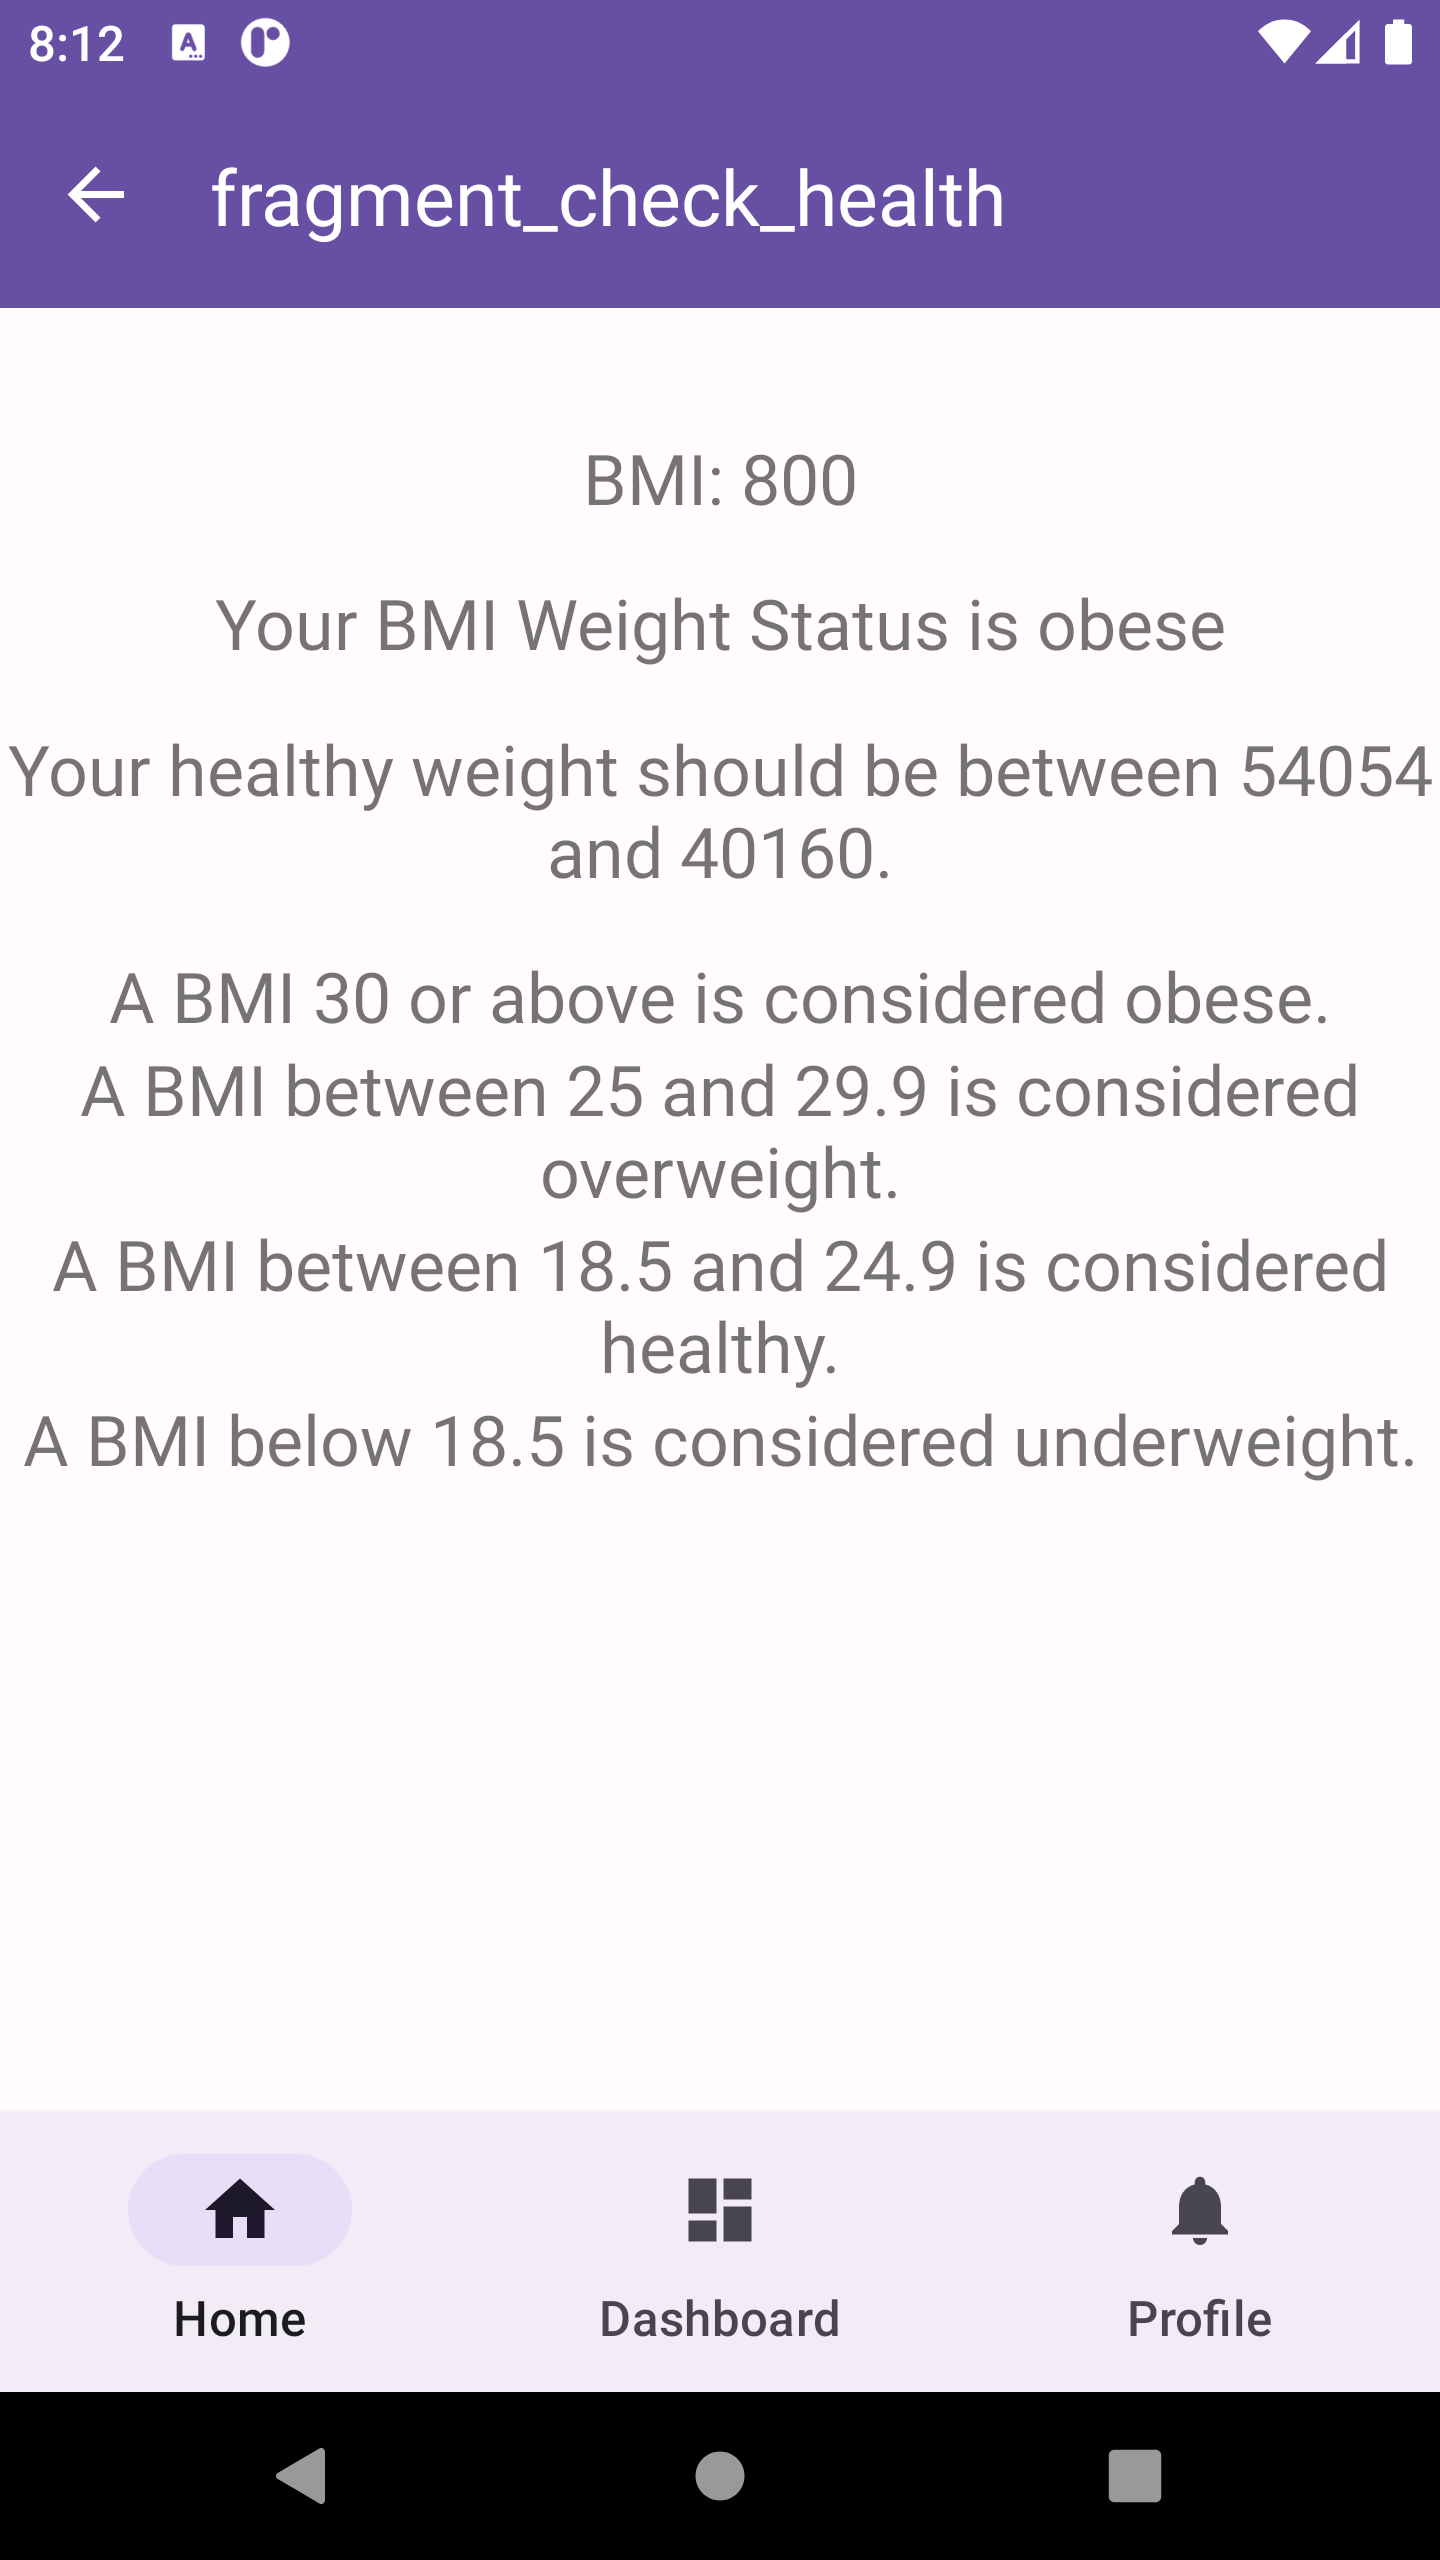 8:12
fragment_check_health
BMI: 800
Your BMI Weight Status is obese
Your healthy weight should be between 54054
and 40160.
A BMI 30 or above is considered obese.
A BMI between 25 and 29.9 is considered
overweight.
A BMI between 18.5 and 24.9 is considered
healthy.
A BMI below 18.5 is considered underweight.
Home
Dashboard
Profile